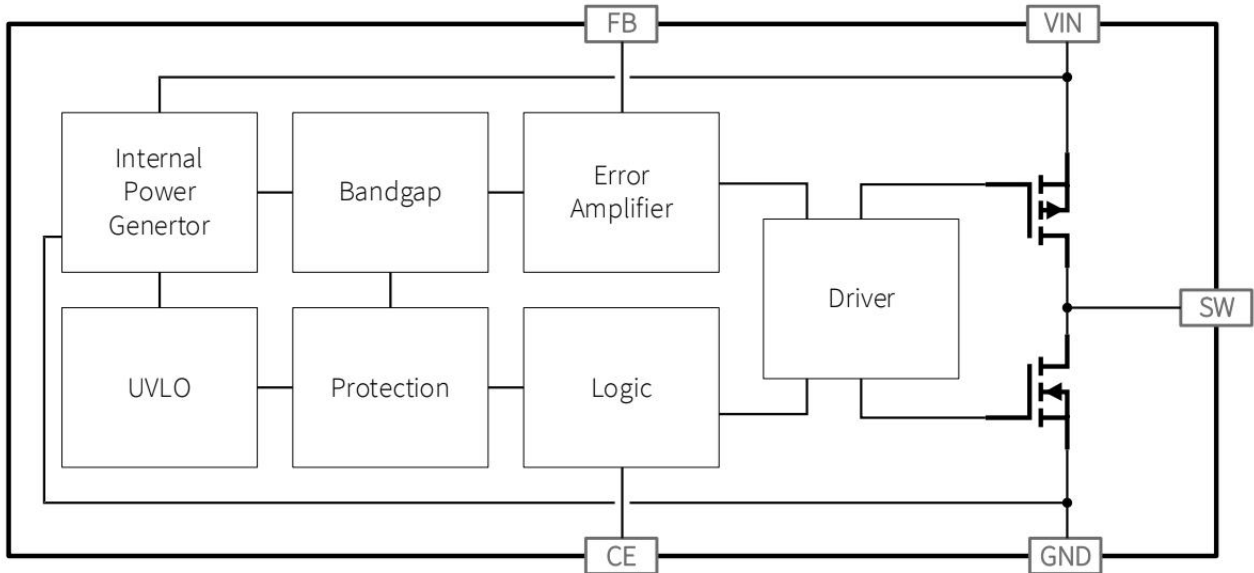 FB
VIN
Internal
Power
Genertor
Bandgap
Error
Amplifier
Driver
SW
UVLO
Protection
Logic
CE
GND